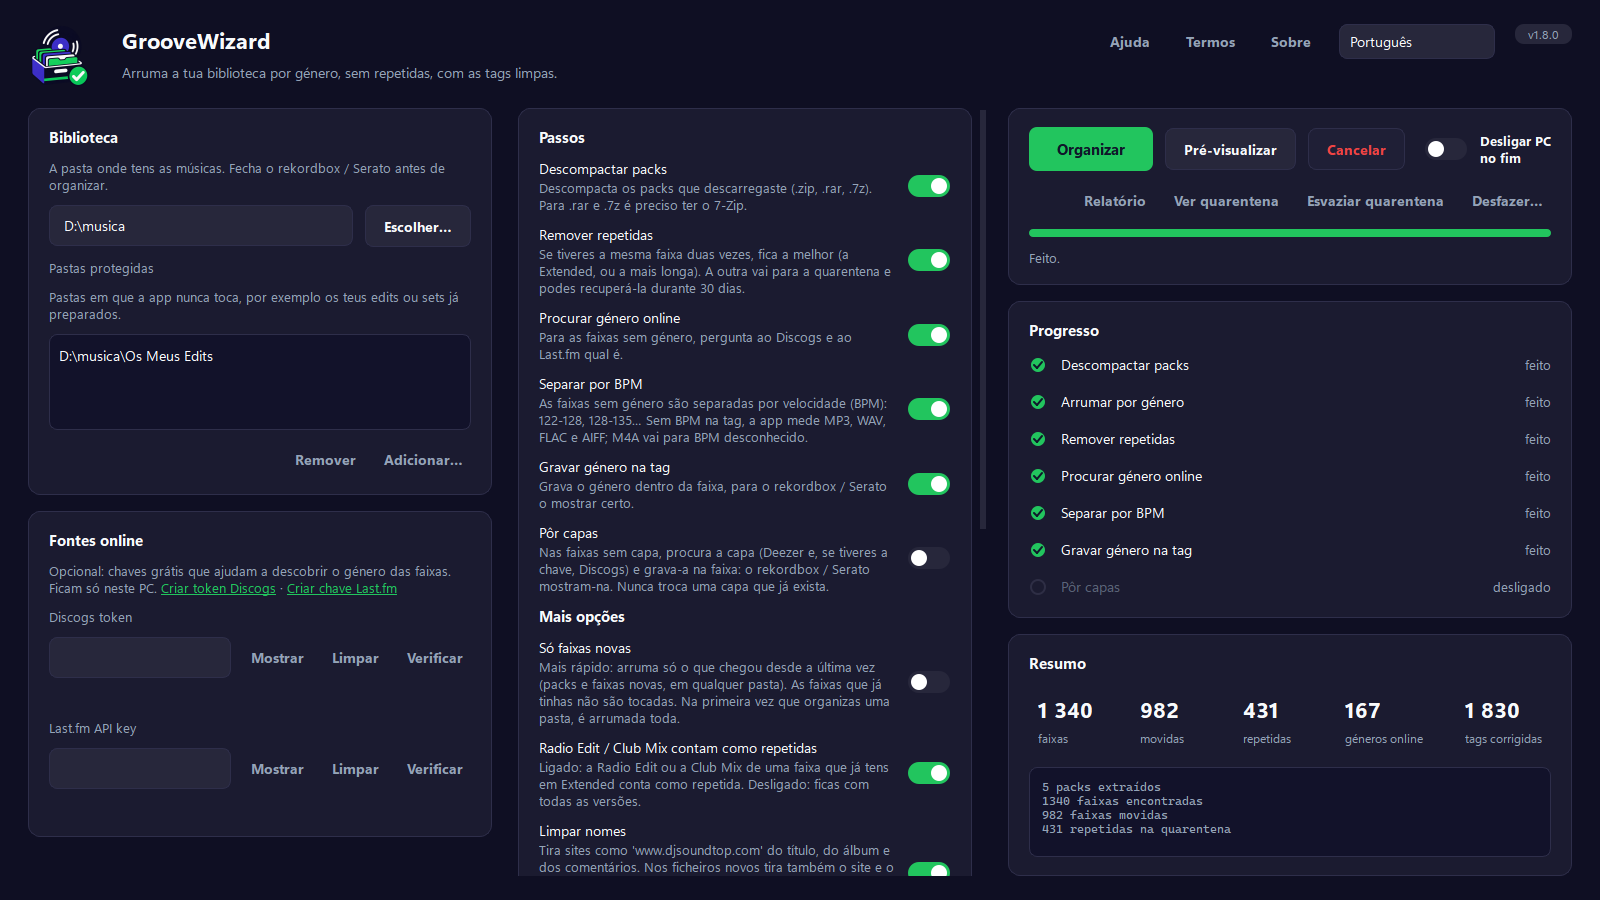 GrooveWizard
Arruma a tua biblioteca por género, sem repetidas, com as tags limpas.
Ajuda
Termos
Sobre
Português
v1.8.0
Biblioteca
A pasta onde tens as músicas. Fecha o rekordbox / Serato antes de
organizar.
D:\musica
Escolher...
Pastas protegidas
Pastas em que a app nunca toca, por exemplo os teus edits ou sets já
preparados.
D:\musica\Os Meus Edits
Remover
Adicionar...
Fontes online
Opcional: chaves grátis que ajudam a descobrir o género das faixas.
Ficam só neste PC. Criar token Discogs · Criar chave Last.fm
Discogs token
Mostrar
Limpar
Verificar
Last.fm API key
Mostrar
Limpar
Verificar
Passos
Descompactar packs
Descompacta os packs que descarregaste (.zip, .rar, .7z).
Para .rar e .7z é preciso ter o 7-Zip.
Remover repetidas
Se tiveres a mesma faixa duas vezes, fica a melhor (a
Extended, ou a mais longa). A outra vai para a quarentena e
podes recuperá-la durante 30 dias.
Procurar género online
Para as faixas sem género, pergunta ao Discogs e ao
Last.fm qual é.
Separar por BPM
As faixas sem género são separadas por velocidade (BPM):
122-128, 128-135... Sem BPM na tag, a app mede MP3, WAV,
FLAC e AIFF; M4A vai para BPM desconhecido.
Gravar género na tag
Grava o género dentro da faixa, para o rekordbox / Serato
o mostrar certo.
Pôr capas
Nas faixas sem capa, procura a capa (Deezer e, se tiveres a
chave, Discogs) e grava-a na faixa: o rekordbox / Serato
mostram-na. Nunca troca uma capa que já exista.
Mais opções
Só faixas novas
Mais rápido: arruma só o que chegou desde a última vez
(packs e faixas novas, em qualquer pasta). As faixas que já
tinhas não são tocadas. Na primeira vez que organizas uma
pasta, é arrumada toda.
Radio Edit / Club Mix contam como repetidas
Ligado: a Radio Edit ou a Club Mix de uma faixa que já tens
em Extended conta como repetida. Desligado: ficas com
todas as versões.
Limpar nomes
Tira sites como 'www.djsoundtop.com' do título, do álbum e
dos comentários. Nos ficheiros novos tira também o site e o
Organizar
Pré-visualizar
Cancelar
Desligar PC
no fim
Relatório
Ver quarentena
Esvaziar quarentena
Desfazer...
Feito.
Progresso
Descompactar packs feito
Arrumar por género feito
Remover repetidas feito
Procurar género online feito
Separar por BPM feito
Gravar género na tag feito
Pôr capas desligado
Resumo
1 340 982 431 167 1 830
faixas movidas repetidas géneros online tags corrigidas
5 packs extraídos
1340 faixas encontradas
982 faixas movidas
431 repetidas na quarentena